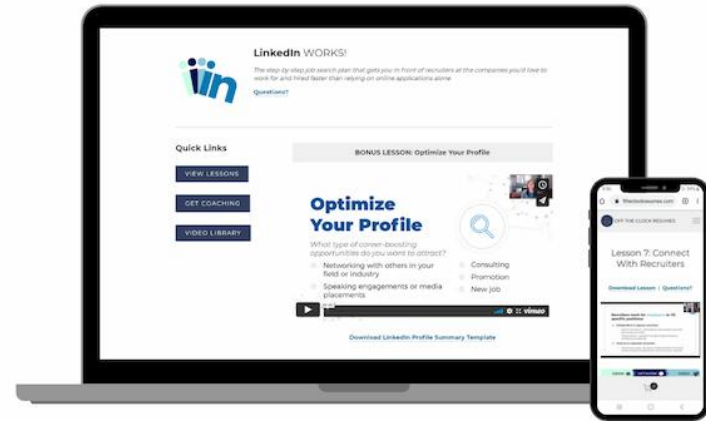 LinkedIn WORKS!
The step-by-step job search plan that gets you in front of recruiters at the companies you'd love to
work for and hired faster than relying on online applications alone
Questions?
in
Quick Links
VIEW LESSONS
GET COACHING
VIDEO LIBRARY
BONUS LESSON: Optimize Your Profile
Optimize
Your Profile
What type of career-boosting
opportunities do you want to attract?
Networking with others in your
field or industry
Speaking engagements or media
placements
Consulting
Promotion
New job
vimeo
Download LinkedIn Profile Summary Template
OFF THE CLOCK RESUMES
Lesson 7: Connect
With Recruiters
Download Lesson | Questions?